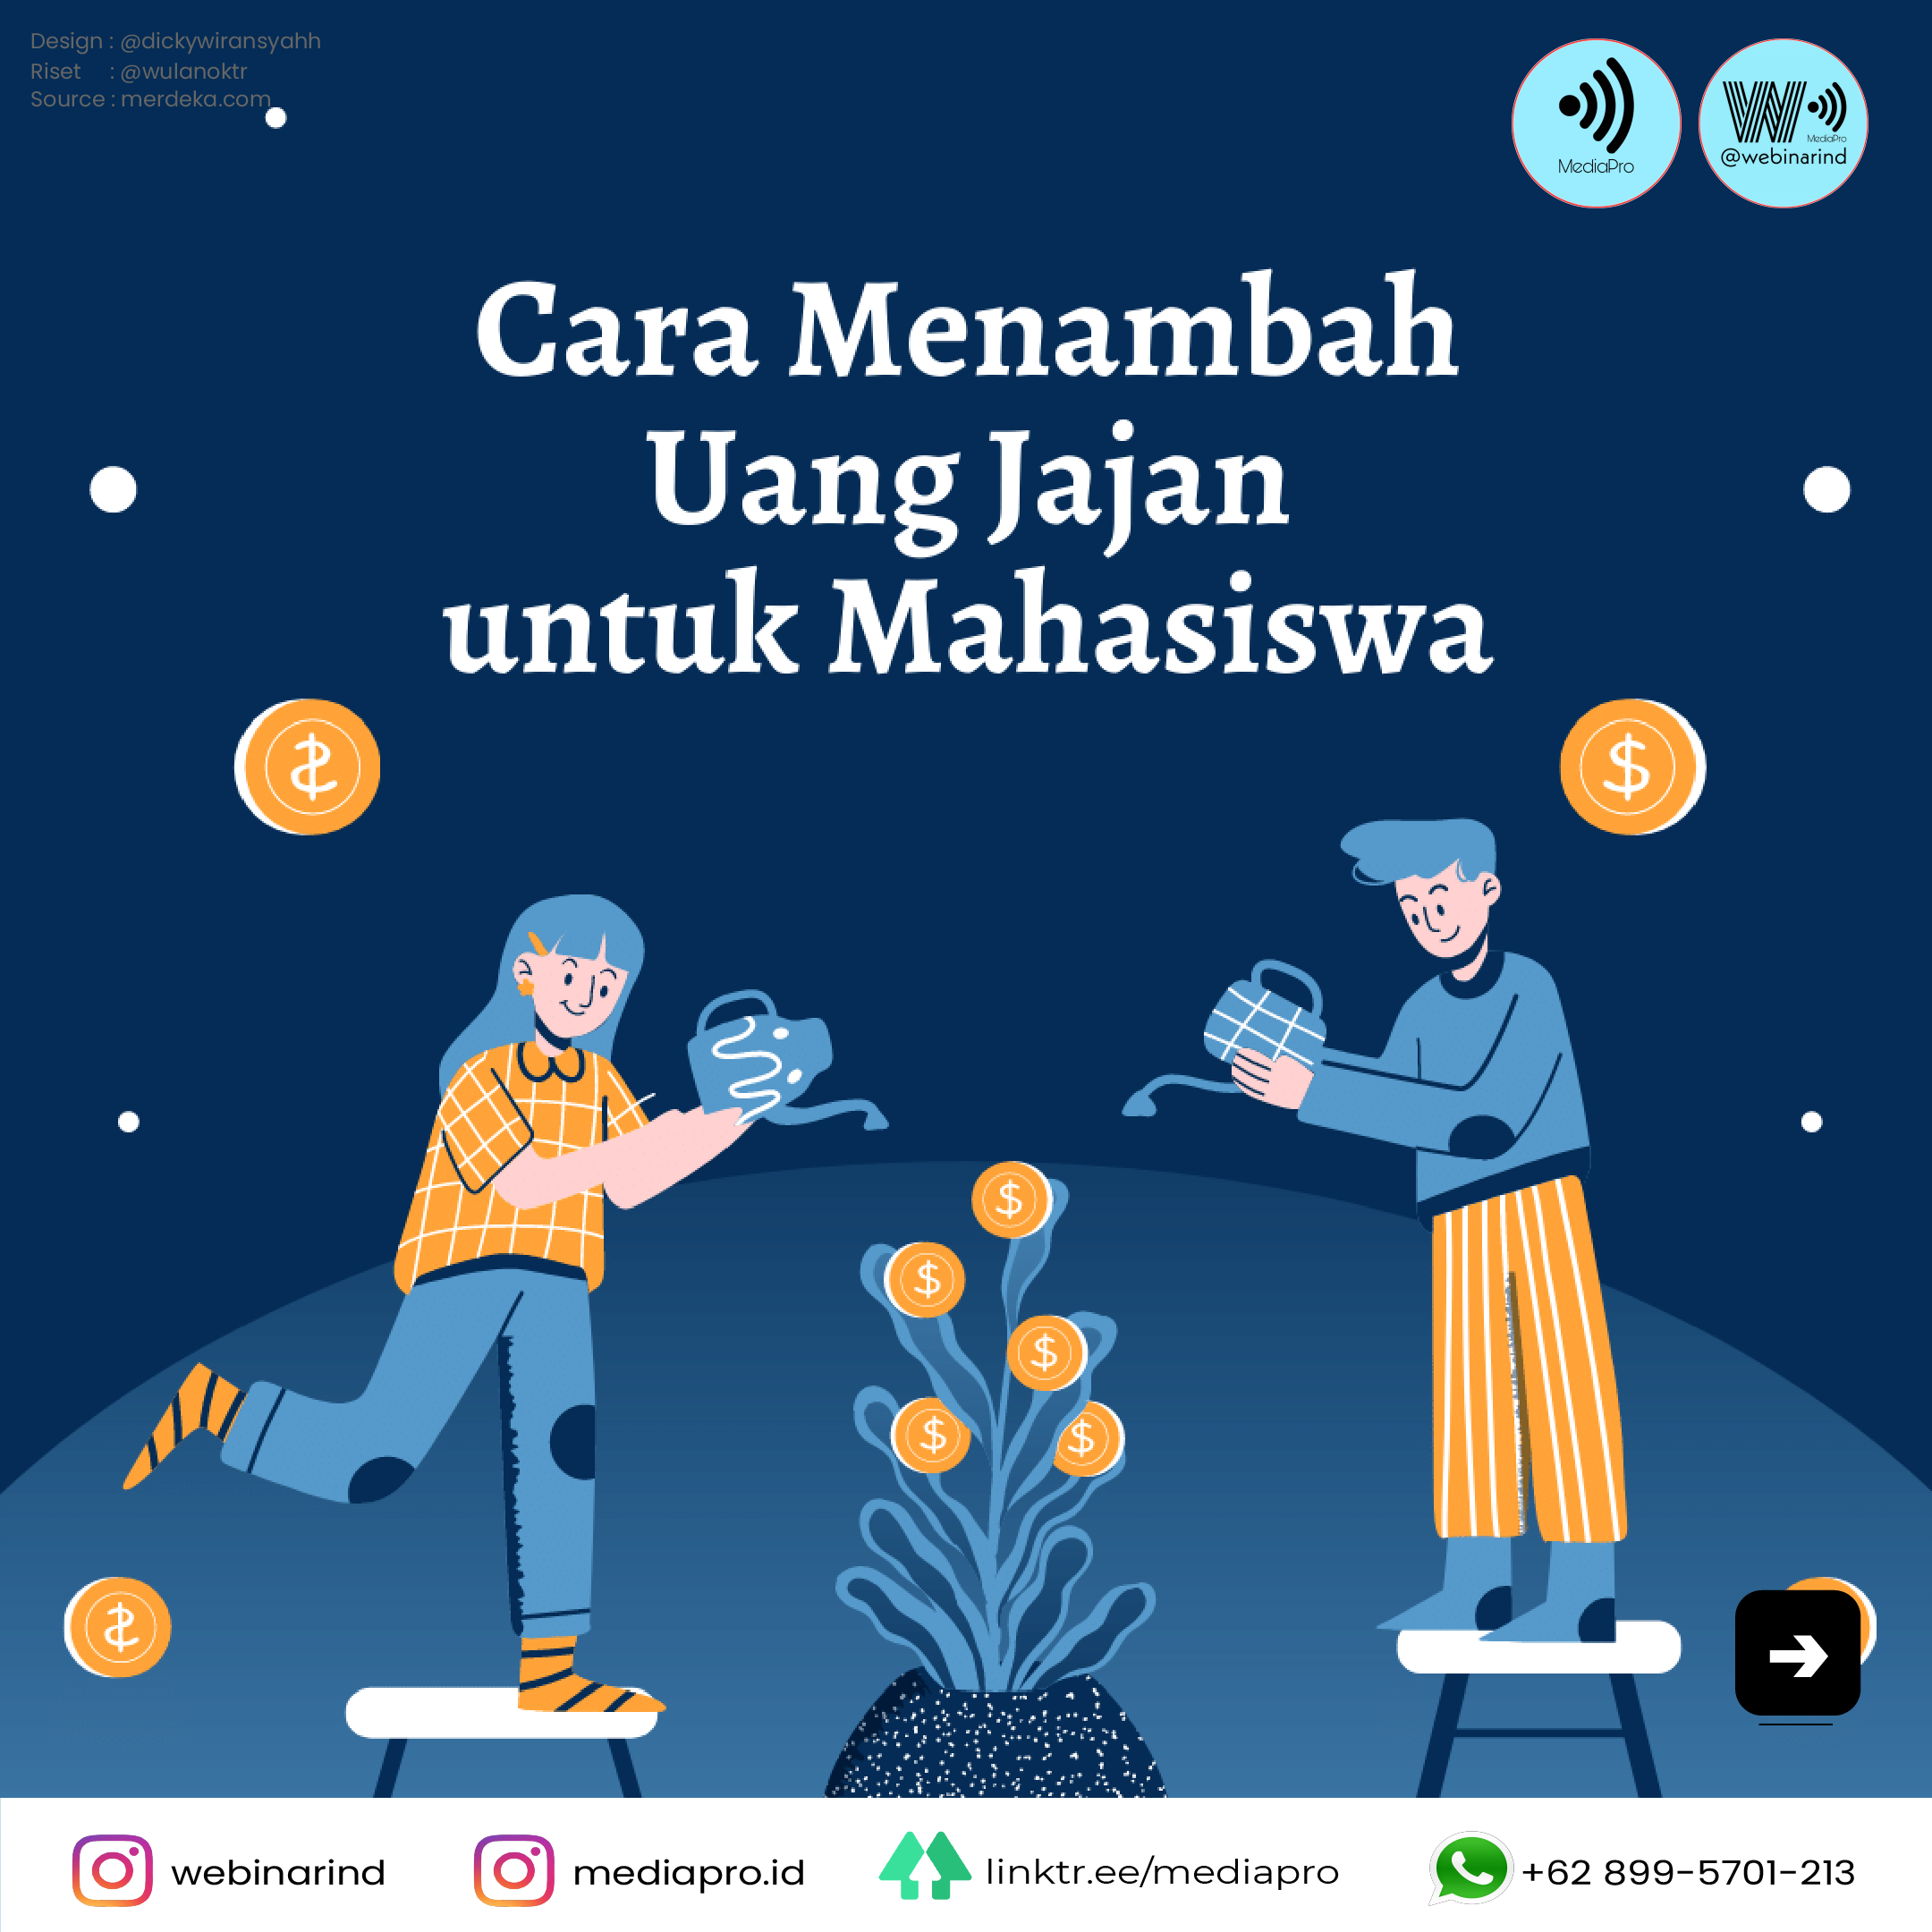 Design : @dickywiransyahh
Riset : @wulanoktr
Source : merdeka.com
MediaPro
W MediaPro
@webinarind
Cara Menambah
Uang Jajan
untuk Mahasiswa
$
$
$
$
$
$
$
$
webinarind
mediapro.id
linktr.ee/mediapro
+62 899-5701-213